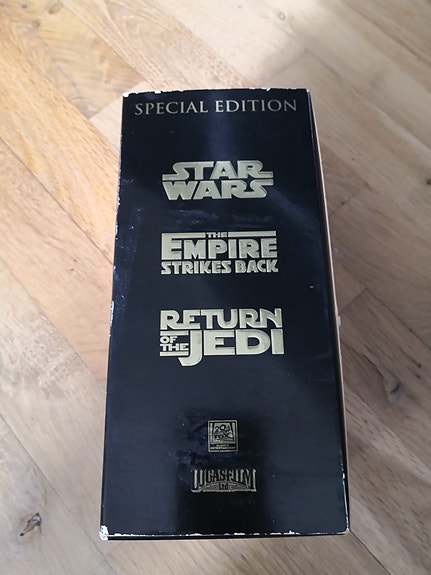 SPECIAL EDITION
STAR
WARS
THE
EMPIRE
STRIKES BACK
RETURN
OF THE
JEDI
LUCASFILM
Ltd